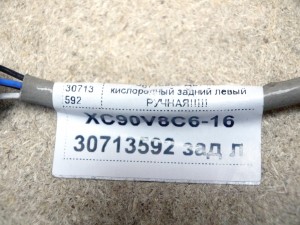 30713 кислородный задний левый
592 РУЧНАЯ!!!!!
XC90V8C6-16
30713592 зад л